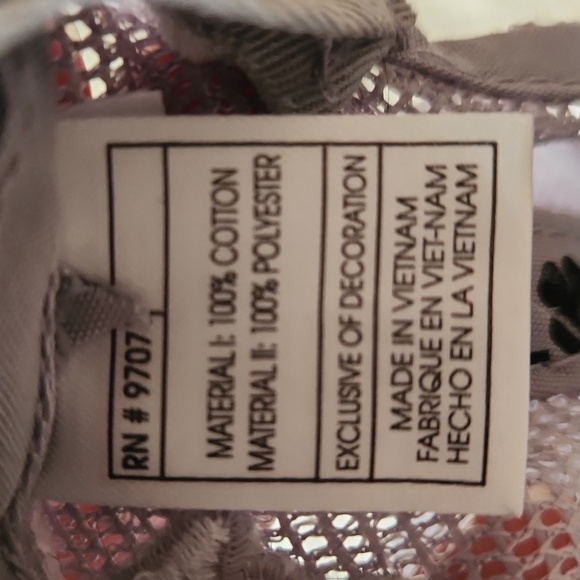 RN # 9707
MATERIAL I: 100% COTTON
MATERIAL II: 100% POLYESTER
EXCLUSIVE OF DECORATION
MADE IN VIETNAM
FABRIQUE EN VIET-NAM
HECHO EN LA VIETNAM